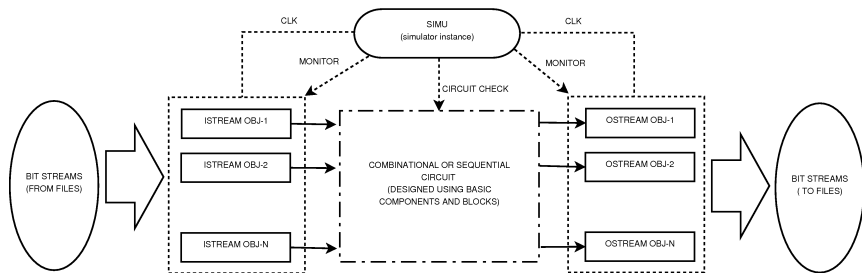 SIMU
(simulator instance)
CLK
CLK
MONITOR
MONITOR
CIRCUIT CHECK
BIT STREAMS
(FROM FILES)
ISTREAM OBJ-1
ISTREAM OBJ-2
ISTREAM OBJ-N
COMBINATIONAL OR SEQUENTIAL
CIRCUIT
(DESIGNED USING BASIC
COMPONENTS AND BLOCKS)
OSTREAM OBJ-1
OSTREAM OBJ-2
OSTREAM OBJ-N
BIT STREAMS
( TO FILES)